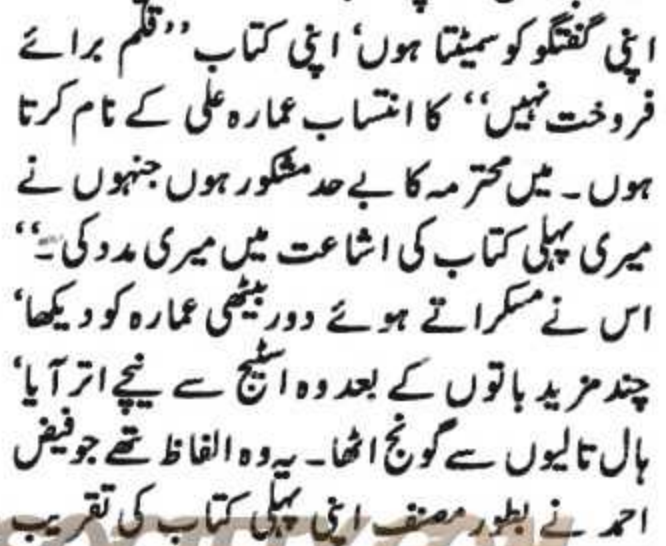 اپنی گفتگو کو سمیٹتا ہوں‘ اپنی کتاب ’’قلم برائے
فروخت نہیں‘‘ کا انتساب عمارہ علی کے نام کرتا
ہوں۔ میں محترمہ کا بے حد مشکور ہوں جنہوں نے
میری پہلی کتاب کی اشاعت میں میری مدد کی۔‘‘
اس نے مسکراتے ہوئے دور بیٹھی عمارہ کو دیکھا‘
چند مزید باتوں کے بعد وہ اسٹیج سے نیچے اتر آیا‘
ہال تالیوں سے گونج اٹھا۔ یہ وہ الفاظ تھے جو فیض
احمد نے بطور مصنف اپنی پہلی کتاب کی تقریب